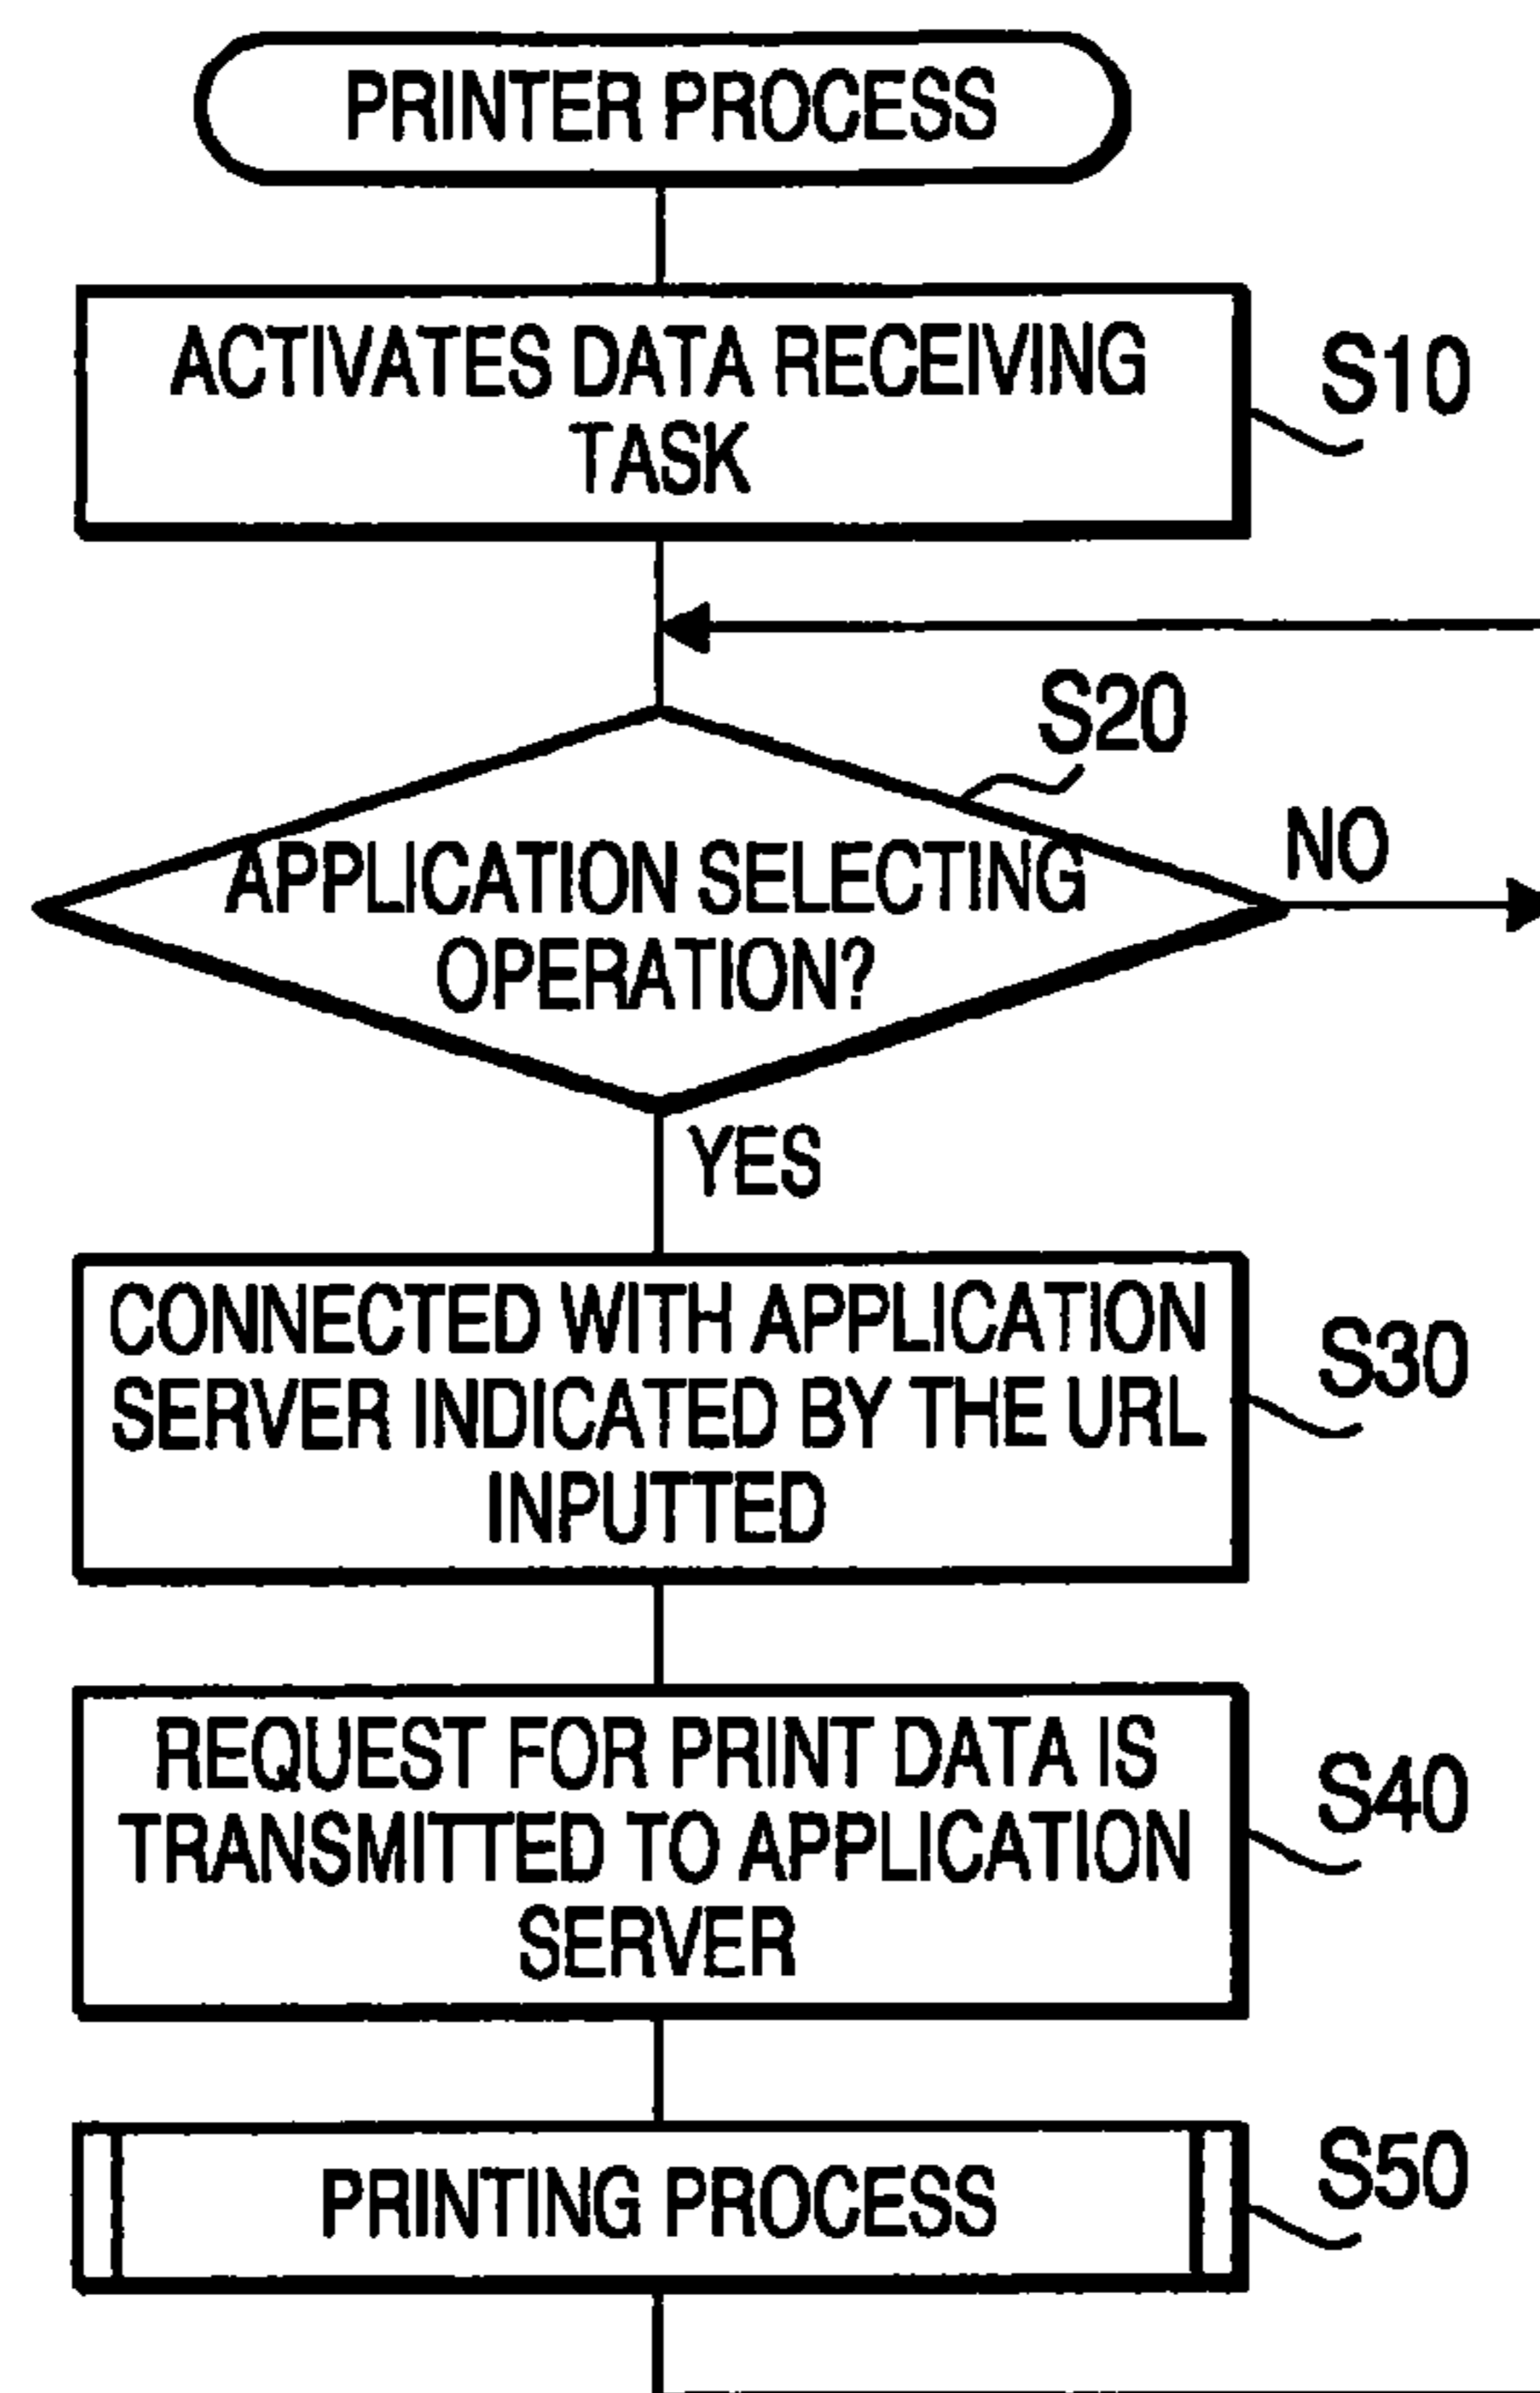 PRINTER PROCESS
ACTIVATES DATA RECEIVING
TASK
S10
S20
APPLICATION SELECTING
OPERATION?
NO
YES
CONNECTED WITH APPLICATION
SERVER INDICATED BY THE URL
INPUTTED
S30
REQUEST FOR PRINT DATA IS
TRANSMITTED TO APPLICATION
SERVER
S40
PRINTING PROCESS
S50